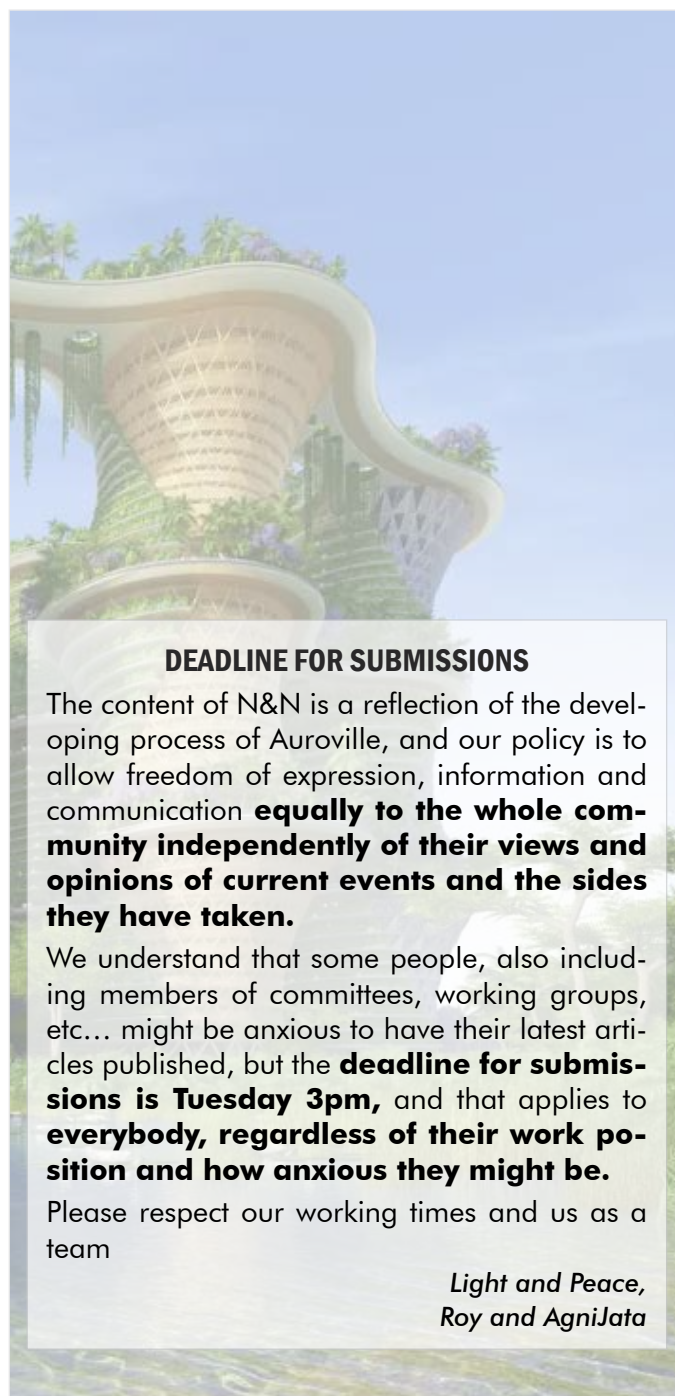 DEADLINE FOR SUBMISSIONS
The content of N&N is a reflection of the devel-
oping process of Auroville, and our policy is to
allow freedom of expression, information and
communication equally to the whole com-
munity independently of their views and
opinions of current events and the sides
they have taken.
We understand that some people, also includ-
ing members of committees, working groups,
etc... might be anxious to have their latest arti-
cles published, but the deadline for submis-
sions is Tuesday 3pm, and that applies to
everybody, regardless of their work po-
sition and how anxious they might be.
Please respect our working times and us as a
team
Light and Peace,
Roy and AgniJata